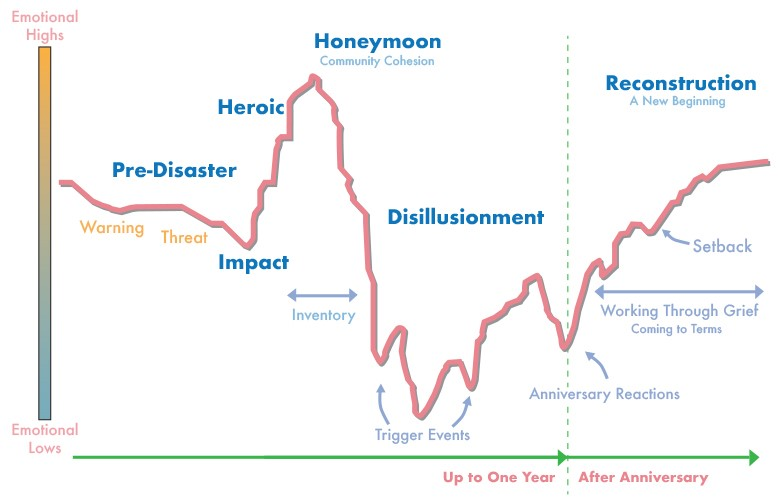 Emotional
Highs
Honeymoon
Community Cohesion
Reconstruction
A New Beginning
Heroic
Pre-Disaster
Disillusionment
Warning
Threat
Setback
Impact
Inventory
Working Through Grief
Coming to Terms
Anniversary Reactions
Trigger Events
Emotional
Lows
Up to One Year
After Anniversary